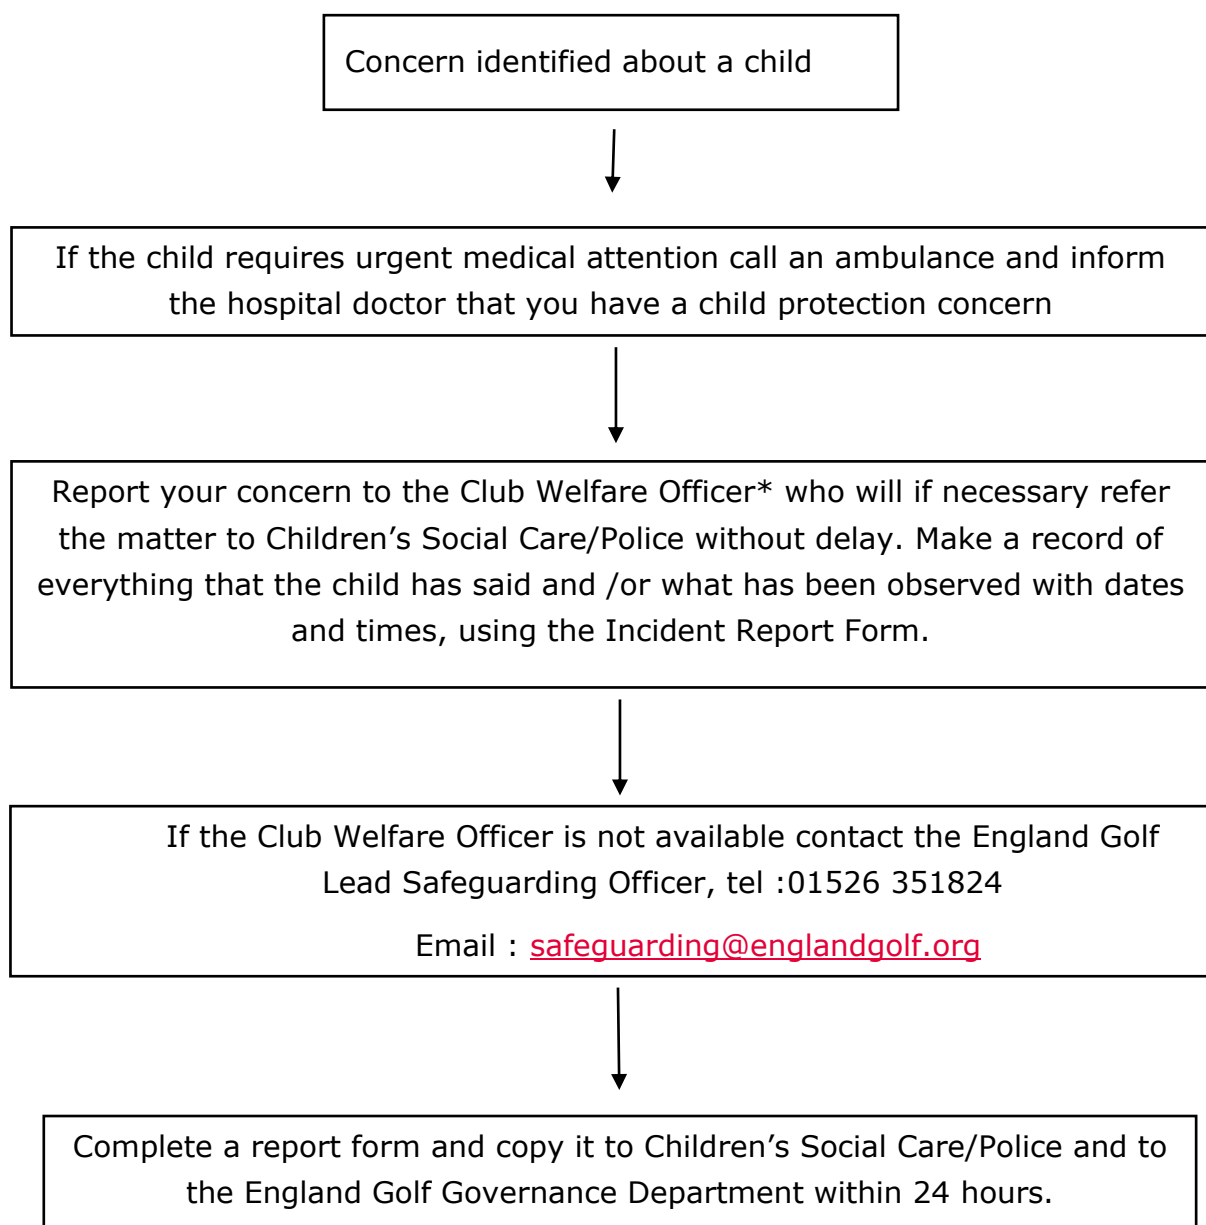 Concern identified about a child
If the child requires urgent medical attention call an ambulance and inform
the hospital doctor that you have a child protection concern
Report your concern to the Club Welfare Officer* who will if necessary refer
the matter to Children’s Social Care/Police without delay. Make a record of
everything that the child has said and /or what has been observed with dates
and times, using the Incident Report Form.
If the Club Welfare Officer is not available contact the England Golf
Lead Safeguarding Officer, tel :01526 351824
Email : safeguarding@englandgolf.org
Complete a report form and copy it to Children’s Social Care/Police and to
the England Golf Governance Department within 24 hours.